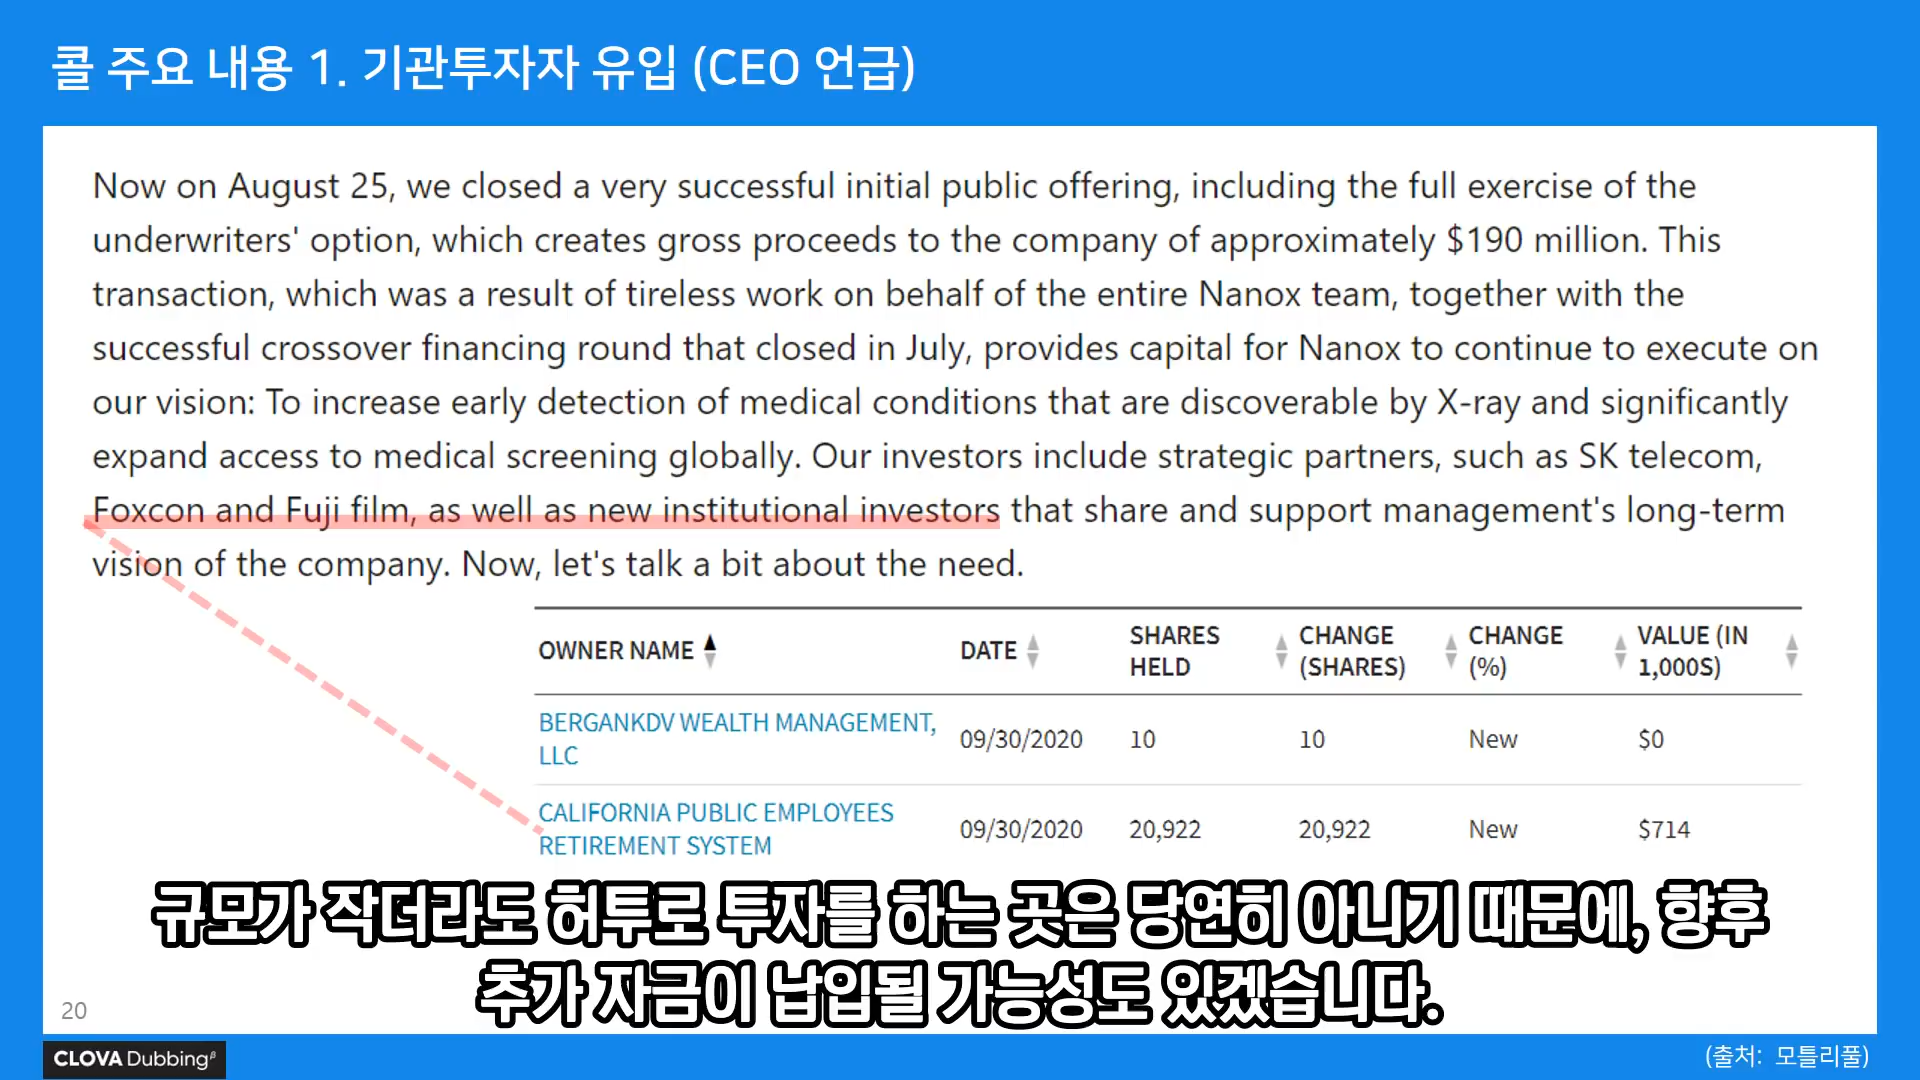 콜 주요 내용 1. 기관투자자 유입 (CEO 언급)
Now on August 25, we closed a very successful initial public offering, including the full exercise of the
underwriters' option, which creates gross proceeds to the company of approximately $190 million. This
transaction, which was a result of tireless work on behalf of the entire Nanox team, together with the
successful crossover financing round that closed in July, provides capital for Nanox to continue to execute on
our vision: To increase early detection of medical conditions that are discoverable by X-ray and significantly
expand access to medical screening globally. Our investors include strategic partners, such as SK telecom,
Foxcon and Fuji film, as well as new institutional investors that share and support management's long-term
vision of the company. Now, let's talk a bit about the need.
OWNER NAME DATE SHARES HELD CHANGE (SHARES) CHANGE (%) VALUE (IN 1,000S)
BERGANKDV WEALTH MANAGEMENT, LLC 09/30/2020 10 10 New $0
CALIFORNIA PUBLIC EMPLOYEES RETIREMENT SYSTEM 09/30/2020 20,922 20,922 New $714
규모가 작더라도 허투로 투자를 하는 곳은 당연히 아니기 때문에, 향후
추가 자금이 납입될 가능성도 있겠습니다.
20
CLOVA Dubbing β
(출처: 모틀리풀)